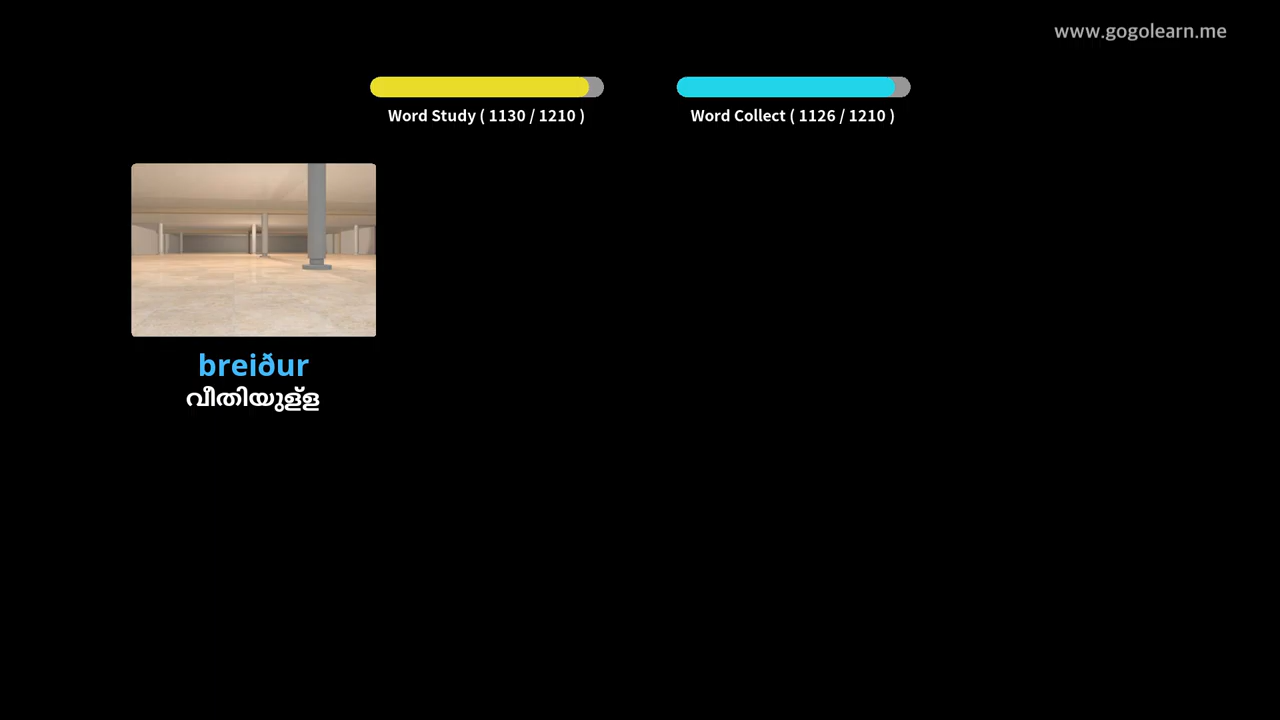 www.gogolearn.me
Word Study ( 1130 / 1210 )
Word Collect ( 1126 / 1210 )
breiður
വീതിയുള്ള